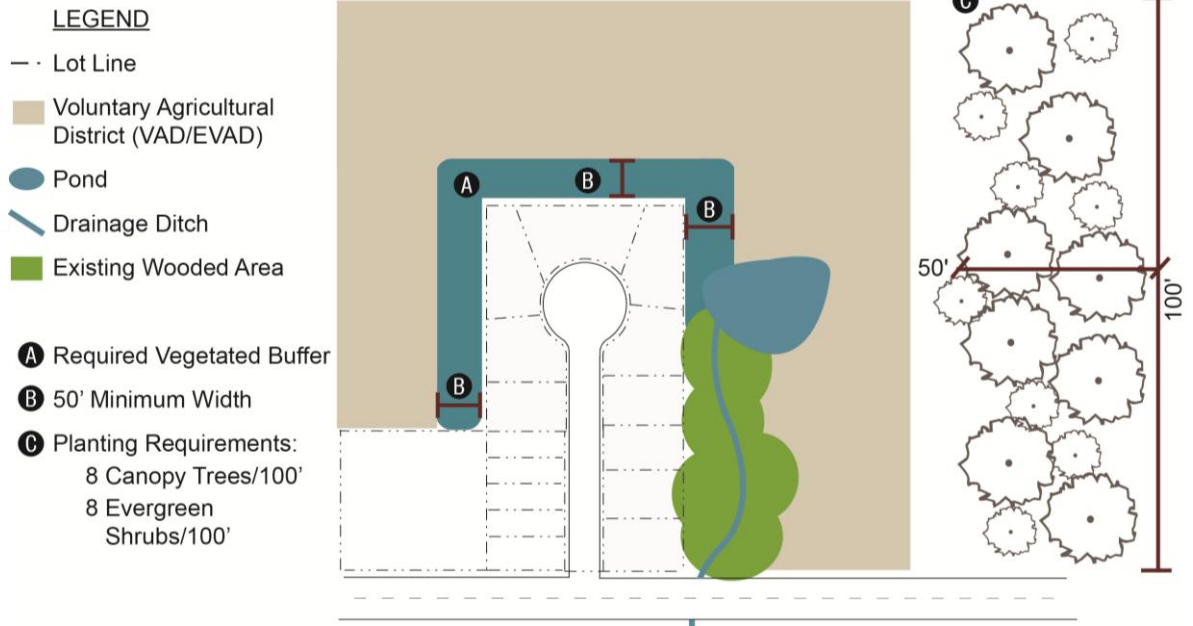 LEGEND
Lot Line
Voluntary Agricultural
District (VAD/EVAD)
Pond
Drainage Ditch
Existing Wooded Area
A Required Vegetated Buffer
B 50' Minimum Width
C Planting Requirements:
8 Canopy Trees/100'
8 Evergreen
Shrubs/100'
A
B
B
B
C
50'
100'